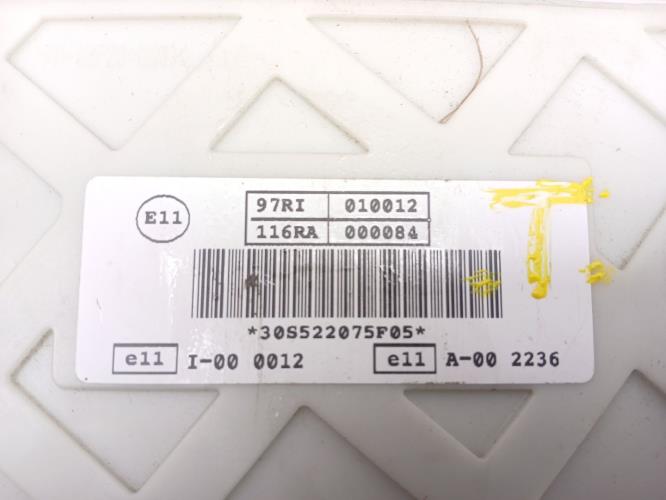 E11
97RI 010012
116RA 000084
T
*30S522075F05*
e11 I-00 0012 e11 A-00 2236